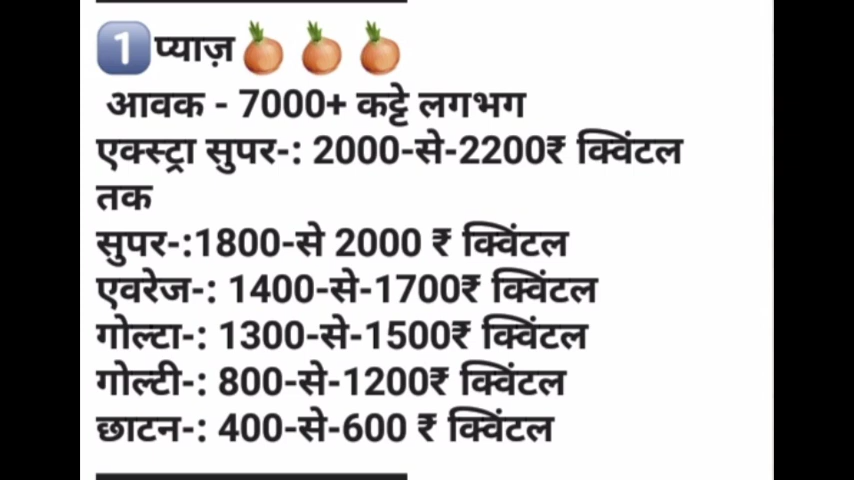 1️⃣प्याज़🧅🧅🧅
आवक - 7000+ कट्टे लगभग
एक्स्ट्रा सुपर-: 2000-से-2200₹ क्विंटल
तक
सुपर-:1800-से 2000 ₹ क्विंटल
एवरेज-: 1400-से-1700₹ क्विंटल
गोल्टा-: 1300-से-1500₹ क्विंटल
गोल्टी-: 800-से-1200₹ क्विंटल
छाटन-: 400-से-600 ₹ क्विंटल